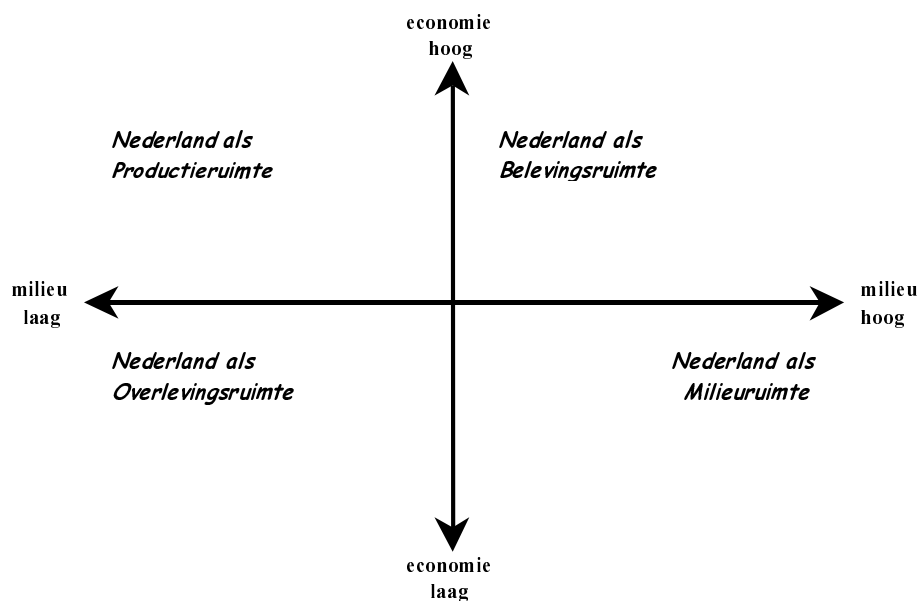 economie
hoog
Nederland als
Productieruimte
Nederland als
Belevingsruimte
milieu
laag
milieu
hoog
Nederland als
Overlevingsruimte
Nederland als
Milieuruimte
economie
laag